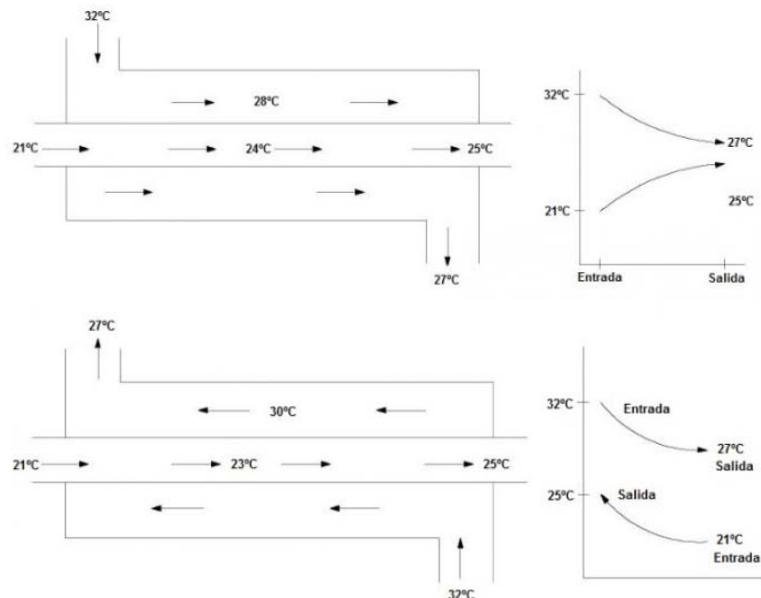 32ºC
28ºC
21ºC
24ºC
25ºC
27ºC
32ºC
27ºC
25ºC
21ºC
Entrada
Salida
27ºC
30ºC
21ºC
23ºC
25ºC
32ºC
32ºC
Entrada
27ºC
Salida
25ºC
Salida
21ºC
Entrada